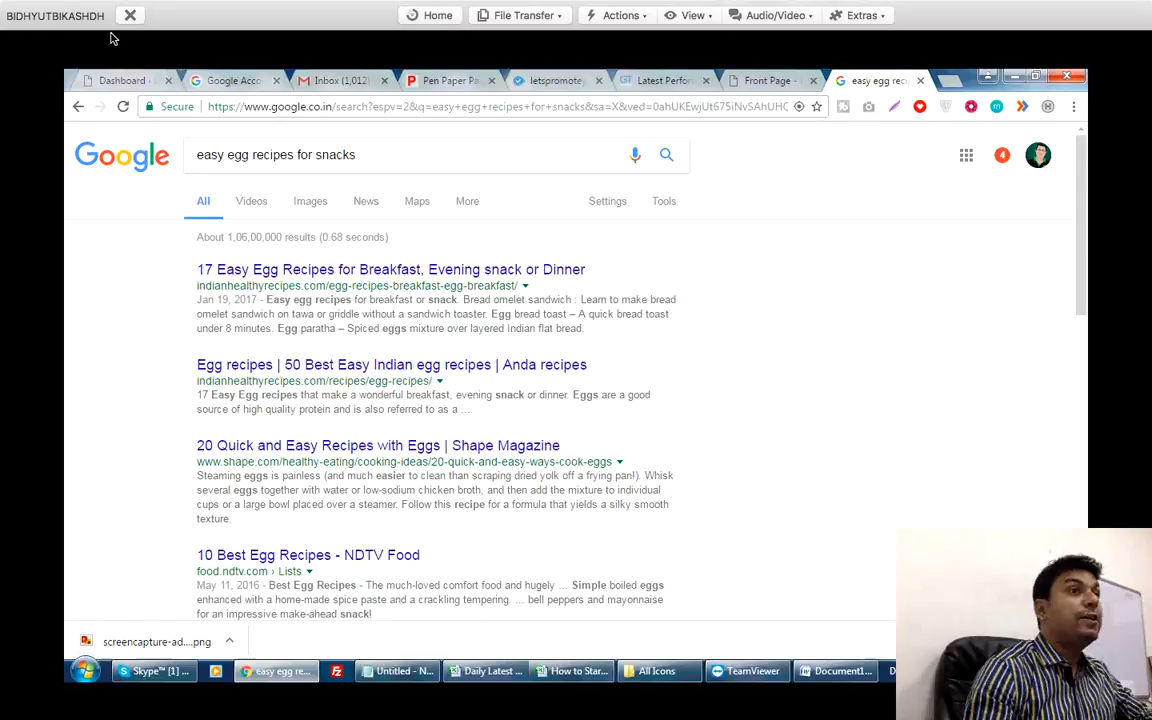 BIDHYUTBIKASHDH
Home File Transfer Actions View Audio/Video Extras
Dashboard Google Acco Inbox (1,012) Pen Paper Pa letspromote Latest Perfor Front Page - easy egg rec
Secure https://www.google.co.in/search?espv=2&q=easy+egg+recipes+for+snacks&sa=X&ved=0ahUKEwjUt675iNvSAhUHC
Google easy egg recipes for snacks 4
All Videos Images News Maps More Settings Tools
About 1,06,00,000 results (0.68 seconds)
17 Easy Egg Recipes for Breakfast, Evening snack or Dinner
indianhealthyrecipes.com/egg-recipes-breakfast-egg-breakfast/
Jan 19, 2017 - Easy egg recipes for breakfast or snack. Bread omelet sandwich : Learn to make bread
omelet sandwich on tawa or griddle without a sandwich toaster. Egg bread toast – A quick bread toast
under 8 minutes. Egg paratha – Spiced eggs mixture over layered Indian flat bread.
Egg recipes | 50 Best Easy Indian egg recipes | Anda recipes
indianhealthyrecipes.com/recipes/egg-recipes/
17 Easy Egg recipes that make a wonderful breakfast, evening snack or dinner. Eggs are a good
source of high quality protein and is also referred to as a ...
20 Quick and Easy Recipes with Eggs | Shape Magazine
www.shape.com/healthy-eating/cooking-ideas/20-quick-and-easy-ways-cook-eggs
Steaming eggs is painless (and much easier to clean than scraping dried yolk off a frying pan!). Whisk
several eggs together with water or low-sodium chicken broth, and then add the mixture to individual
cups or a large bowl placed over a steamer. Follow this recipe for a formula that yields a silky smooth
texture.
10 Best Egg Recipes - NDTV Food
food.ndtv.com › Lists
May 11, 2016 - Best Egg Recipes - The much-loved comfort food and hugely ... Simple boiled eggs
enhanced with a home-made spice paste and a crackling tempering. ... bell peppers and mayonnaise
for an impressive make-ahead snack!
screencapture-ad....png
Skype™ [1] ... easy egg re... Fz Untitled - N... Daily Latest ... How to Star... All Icons TeamViewer Document1...